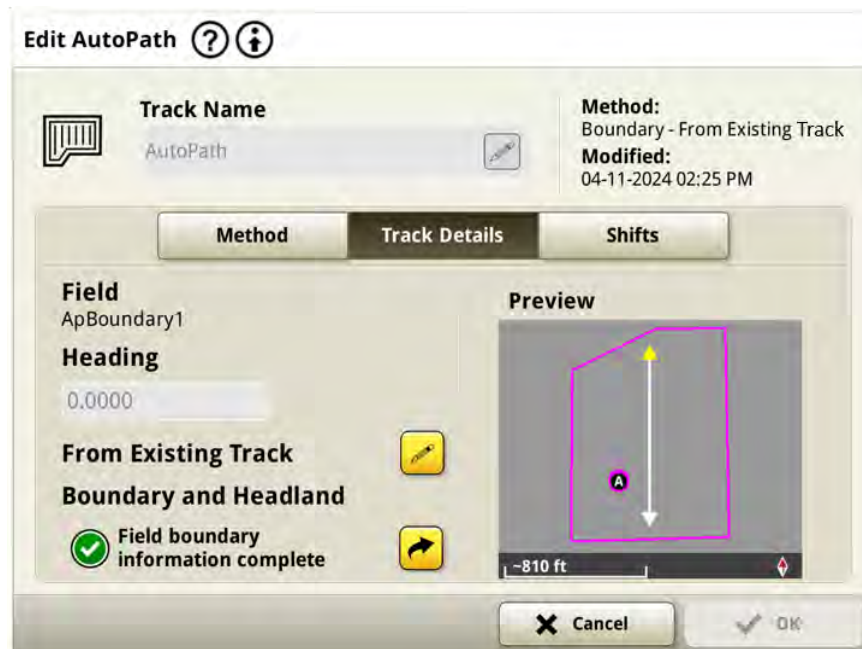 Edit AutoPath ? i
Track Name
AutoPath
Method:
Boundary - From Existing Track
Modified:
04-11-2024 02:25 PM
Method
Track Details
Shifts
Field
ApBoundary1
Heading
0.0000
From Existing Track
Boundary and Headland
Field boundary
information complete
Preview
A
~810 ft
Cancel
OK